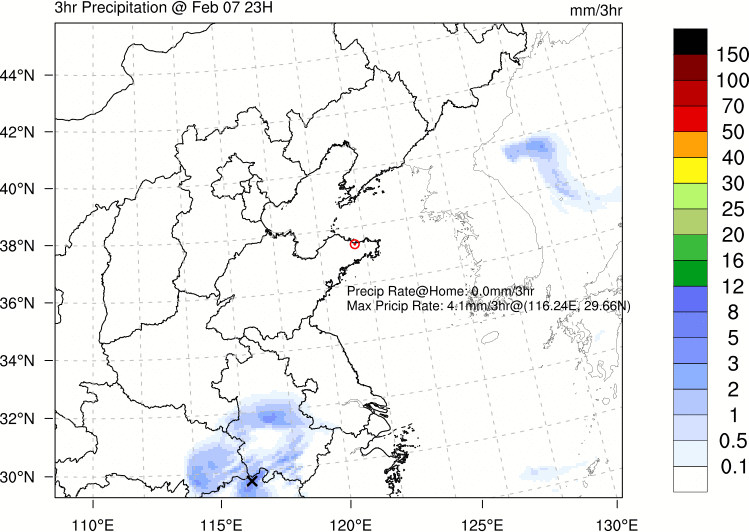 3hr Precipitation @ Feb 07 23H
mm/3hr
44°N
42°N
40°N
38°N
36°N
34°N
32°N
30°N
Precip Rate@Home: 0.0mm/3hr
Max Pricip Rate: 4.1mm/3hr@(116.24E, 29.66N)
110°E
115°E
120°E
125°E
130°E
150
100
70
50
40
30
25
20
16
12
8
5
3
2
1
0.5
0.1